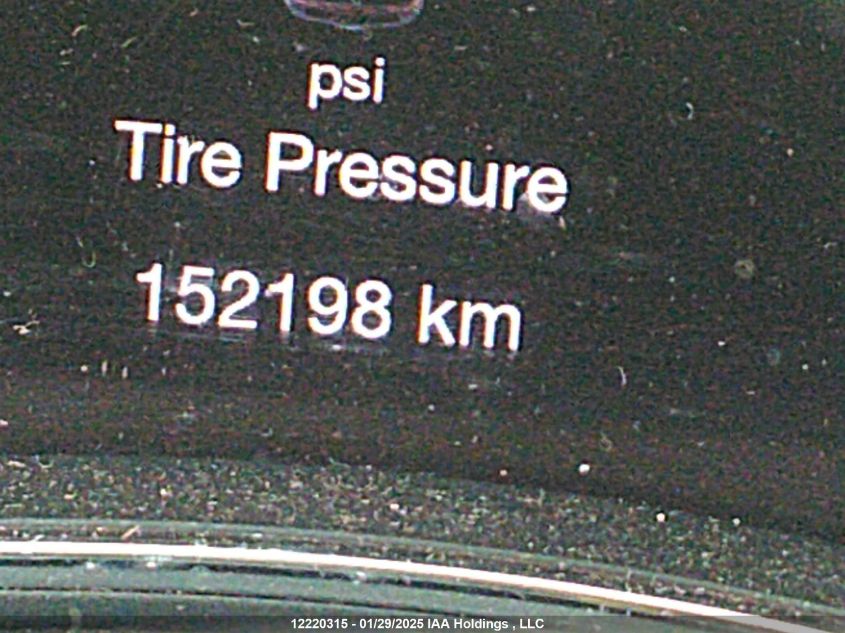 psi
Tire Pressure
152198 km
12220315 - 01/29/2025 IAA Holdings , LLC